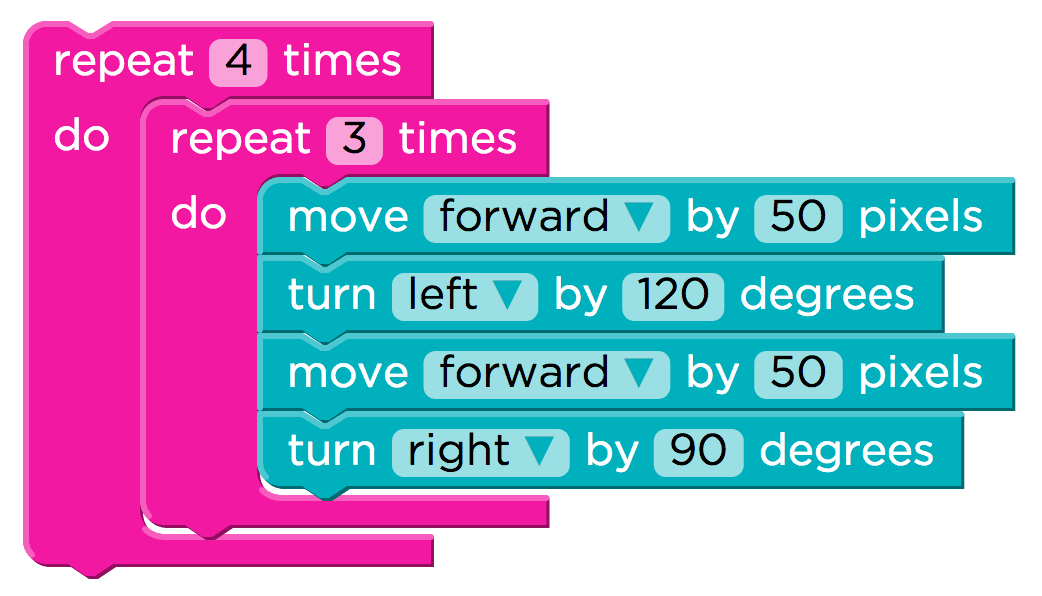 repeat 4 times
do repeat 3 times
do move forward ▼ by 50 pixels
turn left ▼ by 120 degrees
move forward ▼ by 50 pixels
turn right ▼ by 90 degrees